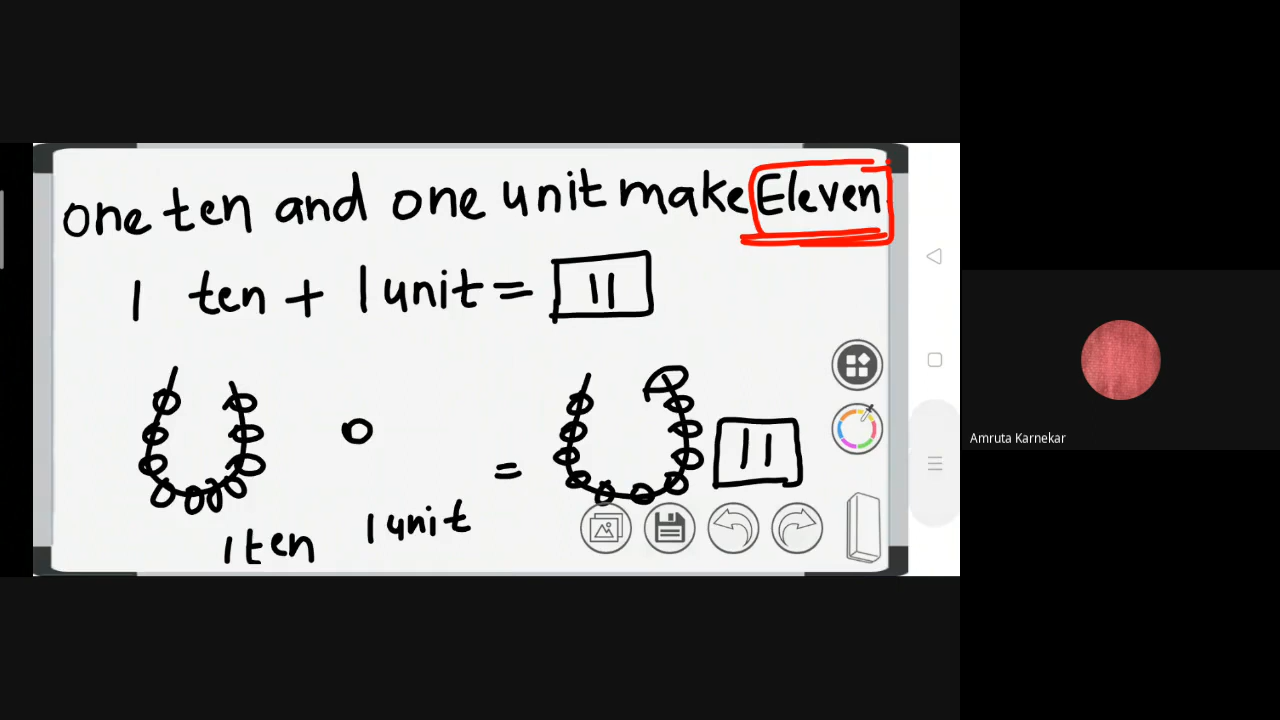 one ten and one unit make Eleven
1 ten + 1 unit = 11
= 11
1 ten 1 unit
Amruta Karnekar